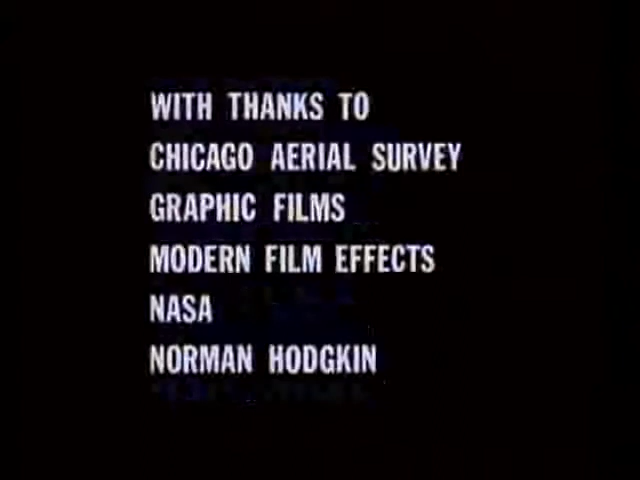 WITH THANKS TO
CHICAGO AERIAL SURVEY
GRAPHIC FILMS
MODERN FILM EFFECTS
NASA
NORMAN HODGKIN